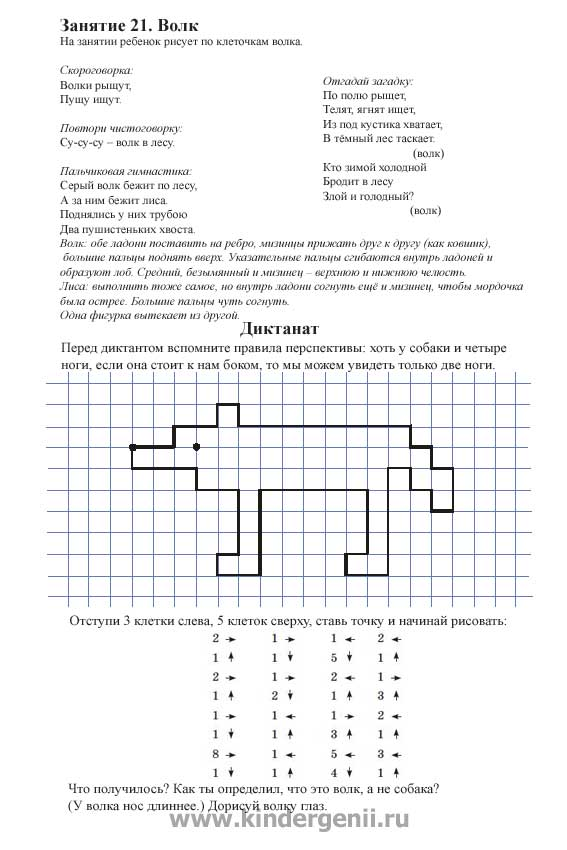 Занятие 21. Волк
На занятии ребенок рисует по клеточкам волка.
Скороговорка:
Волки рыщут,
Пущу ищут.
Повтори чистоговорку:
Су-су-су – волк в лесу.
Пальчиковая гимнастика:
Серый волк бежит по лесу,
А за ним бежит лиса.
Поднялись у них трубою
Два пушистеньких хвоста.
Отгадай загадку:
По полю рыщет,
Телят, ягнят ищет,
Из под кустика хватает,
В тёмный лес таскает.
(волк)
Кто зимой холодной
Бродит в лесу
Злой и голодный?
(волк)
Волк: обе ладони поставить на ребро, мизинцы прижать друг к другу (как ковшик),
большие пальцы поднять вверх. Указательные пальцы сгибаются внутрь ладоней и
образуют лоб. Средний, безымянный и мизинец – верхнюю и нижнюю челюсть.
Лиса: выполнить тоже самое, но внутрь ладони согнуть ещё и мизинец, чтобы мордочка
была острее. Большие пальцы чуть согнуть.
Одна фигурка вытекает из другой.
Диктанат
Перед диктантом вспомните правила перспективы: хоть у собаки и четыре
ноги, если она стоит к нам боком, то мы можем увидеть только две ноги.
Отступи 3 клетки слева, 5 клеток сверху, ставь точку и начинай рисовать:
2 → 1 → 1 ← 2 ←
1 ↑ 1 ↓ 5 ↓ 1 ↑
2 → 1 → 2 ← 1 →
1 ↑ 2 ↓ 1 ↑ 3 ↑
1 → 1 ← 1 → 2 ←
1 ↓ 1 ↑ 3 ↑ 1 ↑
8 → 1 ← 5 ← 3 ←
1 ↓ 1 ↑ 4 ↓ 1 ↑
Что получилось? Как ты определил, что это волк, а не собака?
(У волка нос длиннее.) Дорисуй волку глаз.
www.kindergenii.ru